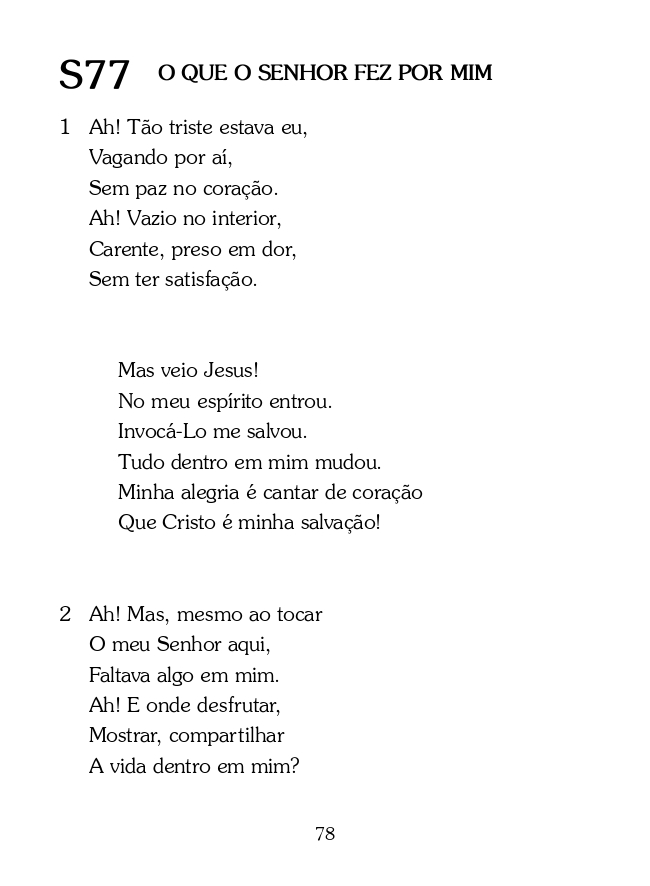 S77 O QUE O SENHOR FEZ POR MIM
1 Ah! Tão triste estava eu,
Vagando por aí,
Sem paz no coração.
Ah! Vazio no interior,
Carente, preso em dor,
Sem ter satisfação.
Mas veio Jesus!
No meu espírito entrou.
Invocá-Lo me salvou.
Tudo dentro em mim mudou.
Minha alegria é cantar de coração
Que Cristo é minha salvação!
2 Ah! Mas, mesmo ao tocar
O meu Senhor aqui,
Faltava algo em mim.
Ah! E onde desfrutar,
Mostrar, compartilhar
A vida dentro em mim?
78